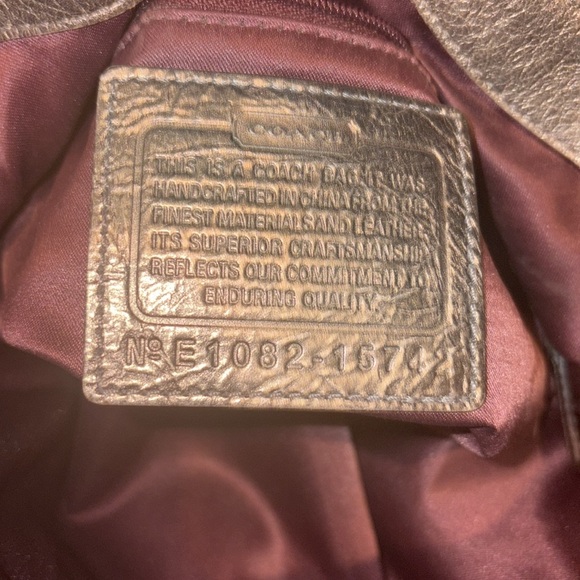 COACH
THIS IS A COACH BAG. IT WAS
HANDCRAFTED IN CHINA FROM THE
FINEST MATERIALS AND LEATHER.
ITS SUPERIOR CRAFTSMANSHIP
REFLECTS OUR COMMITMENT TO
ENDURING QUALITY.
Nº E1082-15742